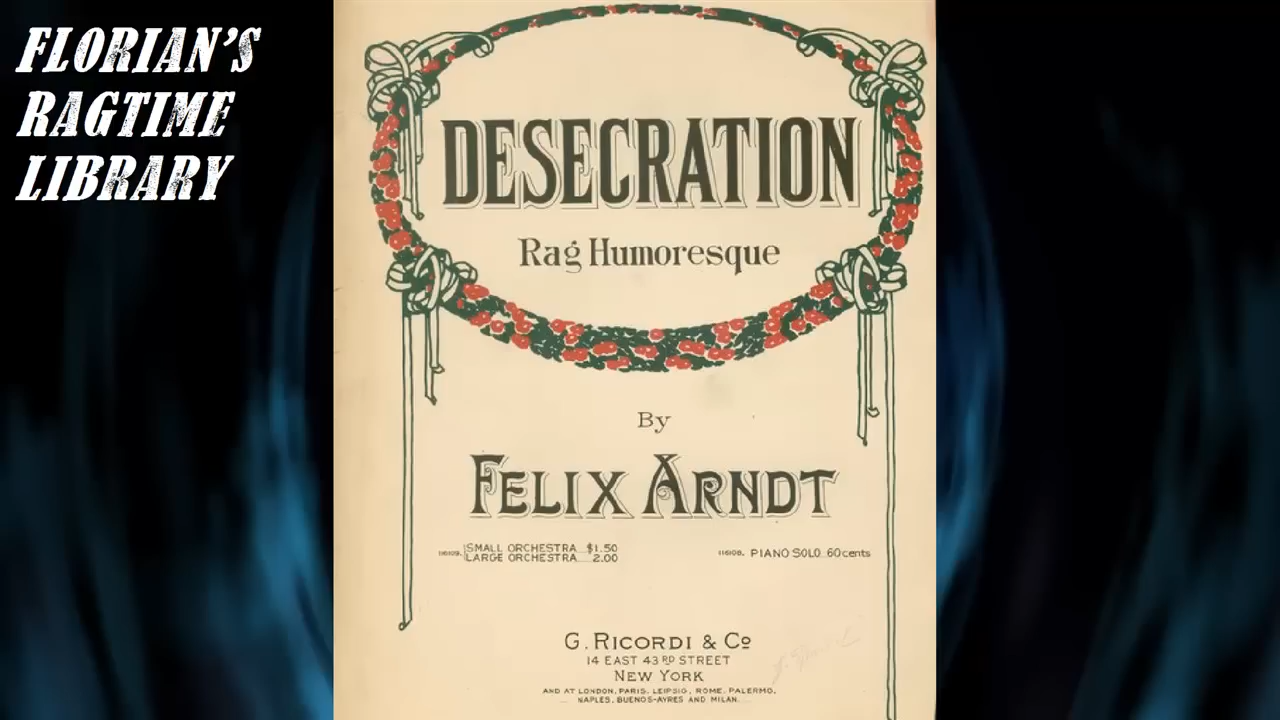 FLORIAN'S
RAGTIME
LIBRARY
DESECRATION
Rag Humoresque
By
FELIX ARNDT
116109. SMALL ORCHESTRA $1.50
LARGE ORCHESTRA 2.00
116108. PIANO SOLO 60 cents
G. RICORDI & Co
14 EAST 43RD STREET
NEW YORK
AND AT LONDON, PARIS, LEIPSIG, ROME, PALERMO,
NAPLES, BUENOS-AYRES AND MILAN.